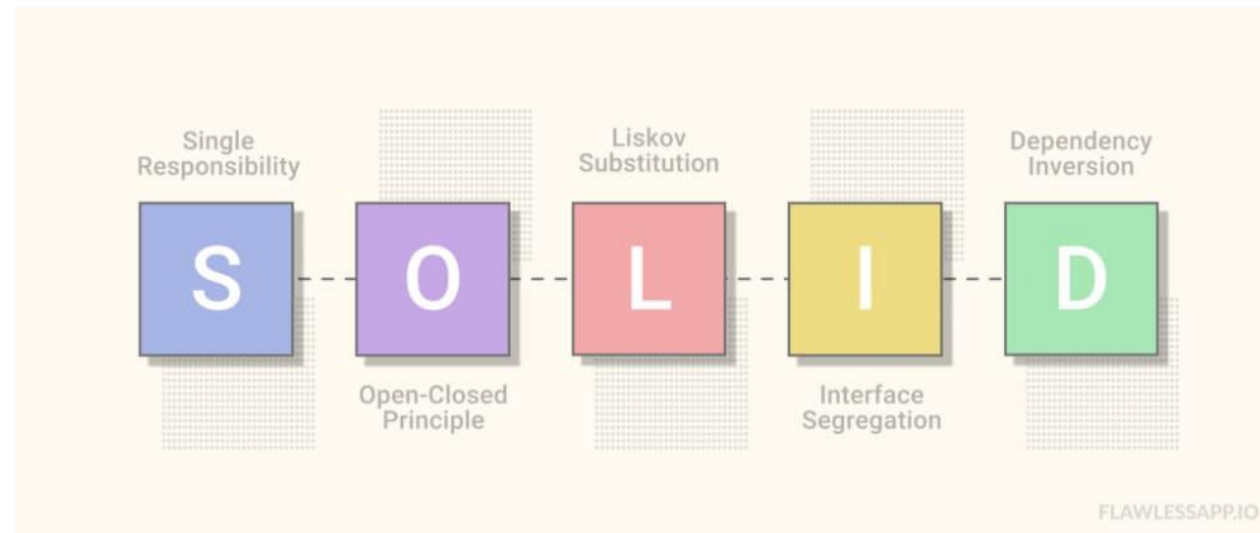 Single
Responsibility
S
Open-Closed
Principle
O
Liskov
Substitution
L
Interface
Segregation
I
Dependency
Inversion
D
FLAWLESSAPP.IO